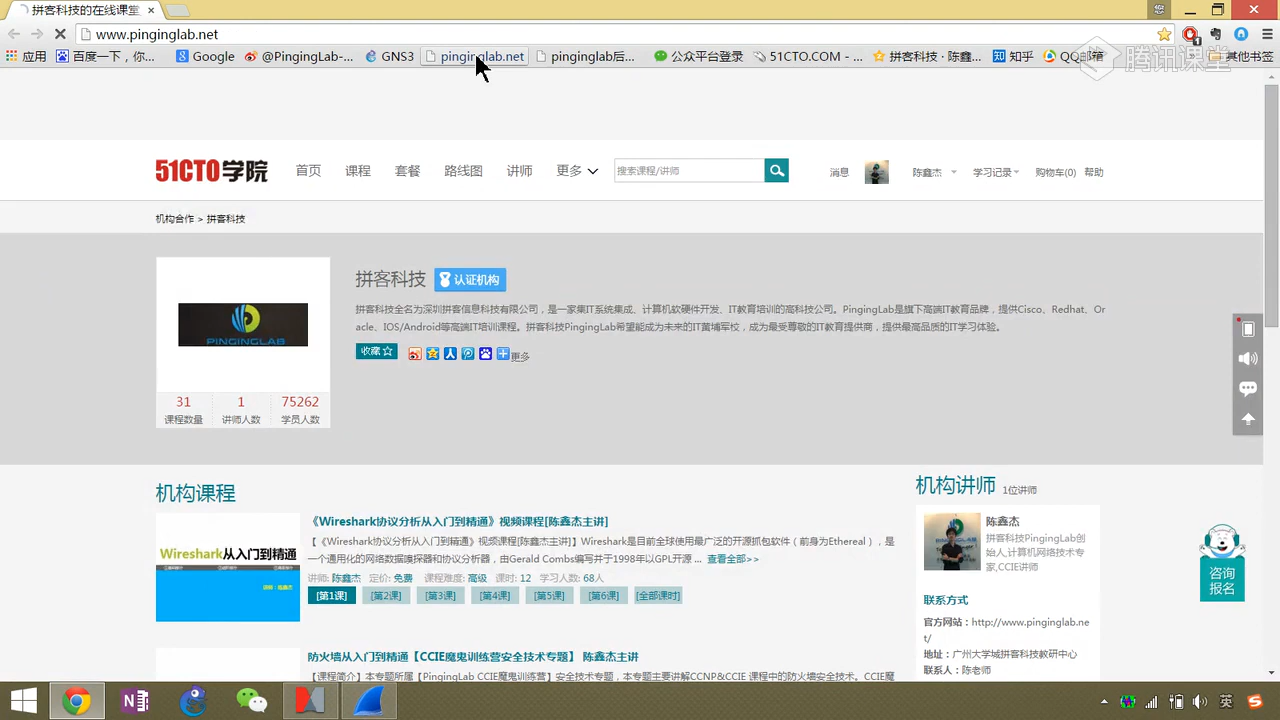 拼客科技的在线课堂
www.pinginglab.net
应用 百度一下，你... Google @PingingLab-... GNS3 pinginglab.net pinginglab后... 公众平台登录 51CTO.COM - ... 拼客科技·陈鑫... 知乎 QQ邮箱 其他书签
腾讯课堂
51CTO学院 首页 课程 套餐 路线图 讲师 更多 搜索课程/讲师 消息 陈鑫杰 学习记录 购物车(0) 帮助
机构合作 > 拼客科技
拼客科技 认证机构
拼客科技全名为深圳拼客信息科技有限公司，是一家集IT系统集成、计算机软硬件开发、IT教育培训的高科技公司。PingingLab是旗下高端IT教育品牌，提供Cisco、Redhat、Or
acle、IOS/Android等高端IT培训课程。拼客科技PingingLab希望能成为未来的IT黄埔军校，成为最受尊敬的IT教育提供商，提供最高品质的IT学习体验。
PINGINGLAB
收藏☆ 更多
31 1 75262
课程数量 讲师人数 学员人数
机构课程
机构讲师 1位讲师
《Wireshark协议分析从入门到精通》视频课程[陈鑫杰主讲]
【《Wireshark协议分析从入门到精通》视频课程[陈鑫杰主讲]】Wireshark是目前全球使用最广泛的开源抓包软件（前身为Ethereal），是
一个通用化的网络数据嗅探器和协议分析器，由Gerald Combs编写并于1998年以GPL开源 ... 查看全部>>
讲师: 陈鑫杰 定价: 免费 课程难度: 高级 课时: 12 学习人数: 68人
[第1课] [第2课] [第3课] [第4课] [第5课] [第6课] [全部课时]
Wireshark从入门到精通
陈鑫杰
拼客科技PingingLab创
始人,计算机网络技术专
家,CCIE讲师
咨询
报名
联系方式
官方网站：http://www.pinginglab.ne
t/
地址：广州大学城拼客科技教研中心
联系人：陈老师
防火墙从入门到精通【CCIE魔鬼训练营安全技术专题】 陈鑫杰主讲
【课程简介】本专题所属【PingingLab CCIE魔鬼训练营】安全技术专题，本专题主要讲解CCNP&CCIE 课程中的防火墙安全技术。CCIE魔
英